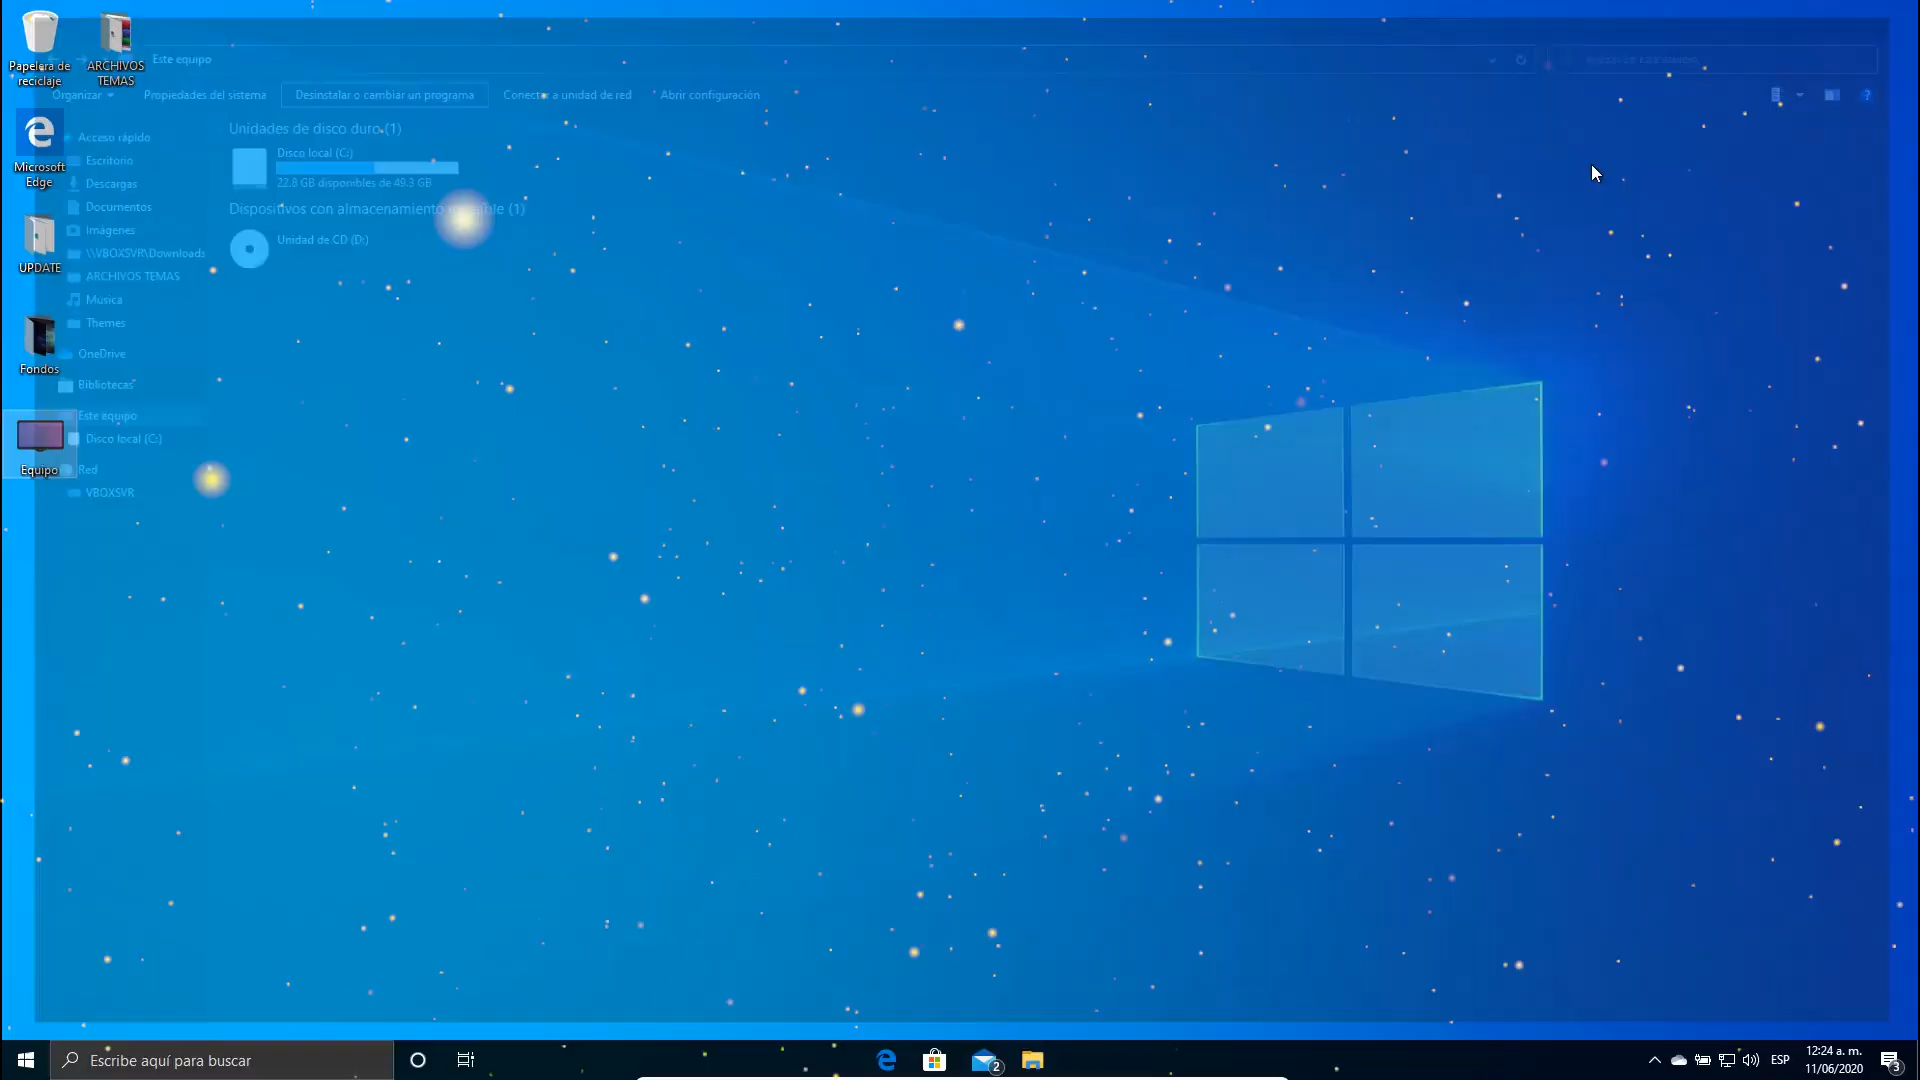 Papelera de
reciclaje
ARCHIVOS
TEMAS
Microsoft
Edge
UPDATE
Fondos
Equipo
Este equipo
Organizar
Propiedades del sistema
Desinstalar o cambiar un programa
Conectar a unidad de red
Abrir configuración
Acceso rápido
Escritorio
Descargas
Documentos
Imágenes
\\VBOXSVR\Downloads
ARCHIVOS TEMAS
Música
Themes
OneDrive
Bibliotecas
Este equipo
Disco local (C:)
Red
VBOXSVR
Unidades de disco duro (1)
Disco local (C:)
22.8 GB disponibles de 49.3 GB
Dispositivos con almacenamiento (1)
Unidad de CD (D:)
Escribe aquí para buscar
2
ESP
12:24 a. m.
11/06/2020
3